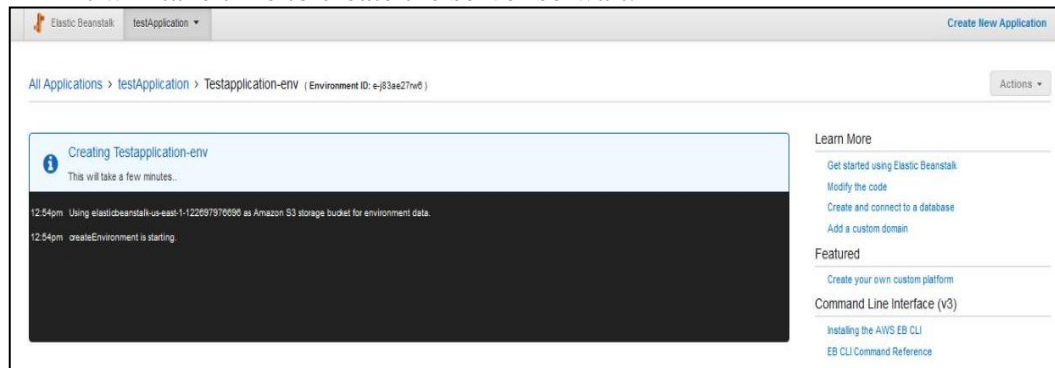 Elastic Beanstalk testApplication ▾ Create New Application
All Applications > testApplication > Testapplication-env ( Environment ID: e-j83ae27rw6 )
Actions ▾
Creating Testapplication-env
This will take a few minutes..
12:54pm Using elasticbeanstalk-us-east-1-122697976696 as Amazon S3 storage bucket for environment data.
12:54pm createEnvironment is starting.
Learn More
Get started using Elastic Beanstalk
Modify the code
Create and connect to a database
Add a custom domain
Featured
Create your own custom platform
Command Line Interface (v3)
Installing the AWS EB CLI
EB CLI Command Reference